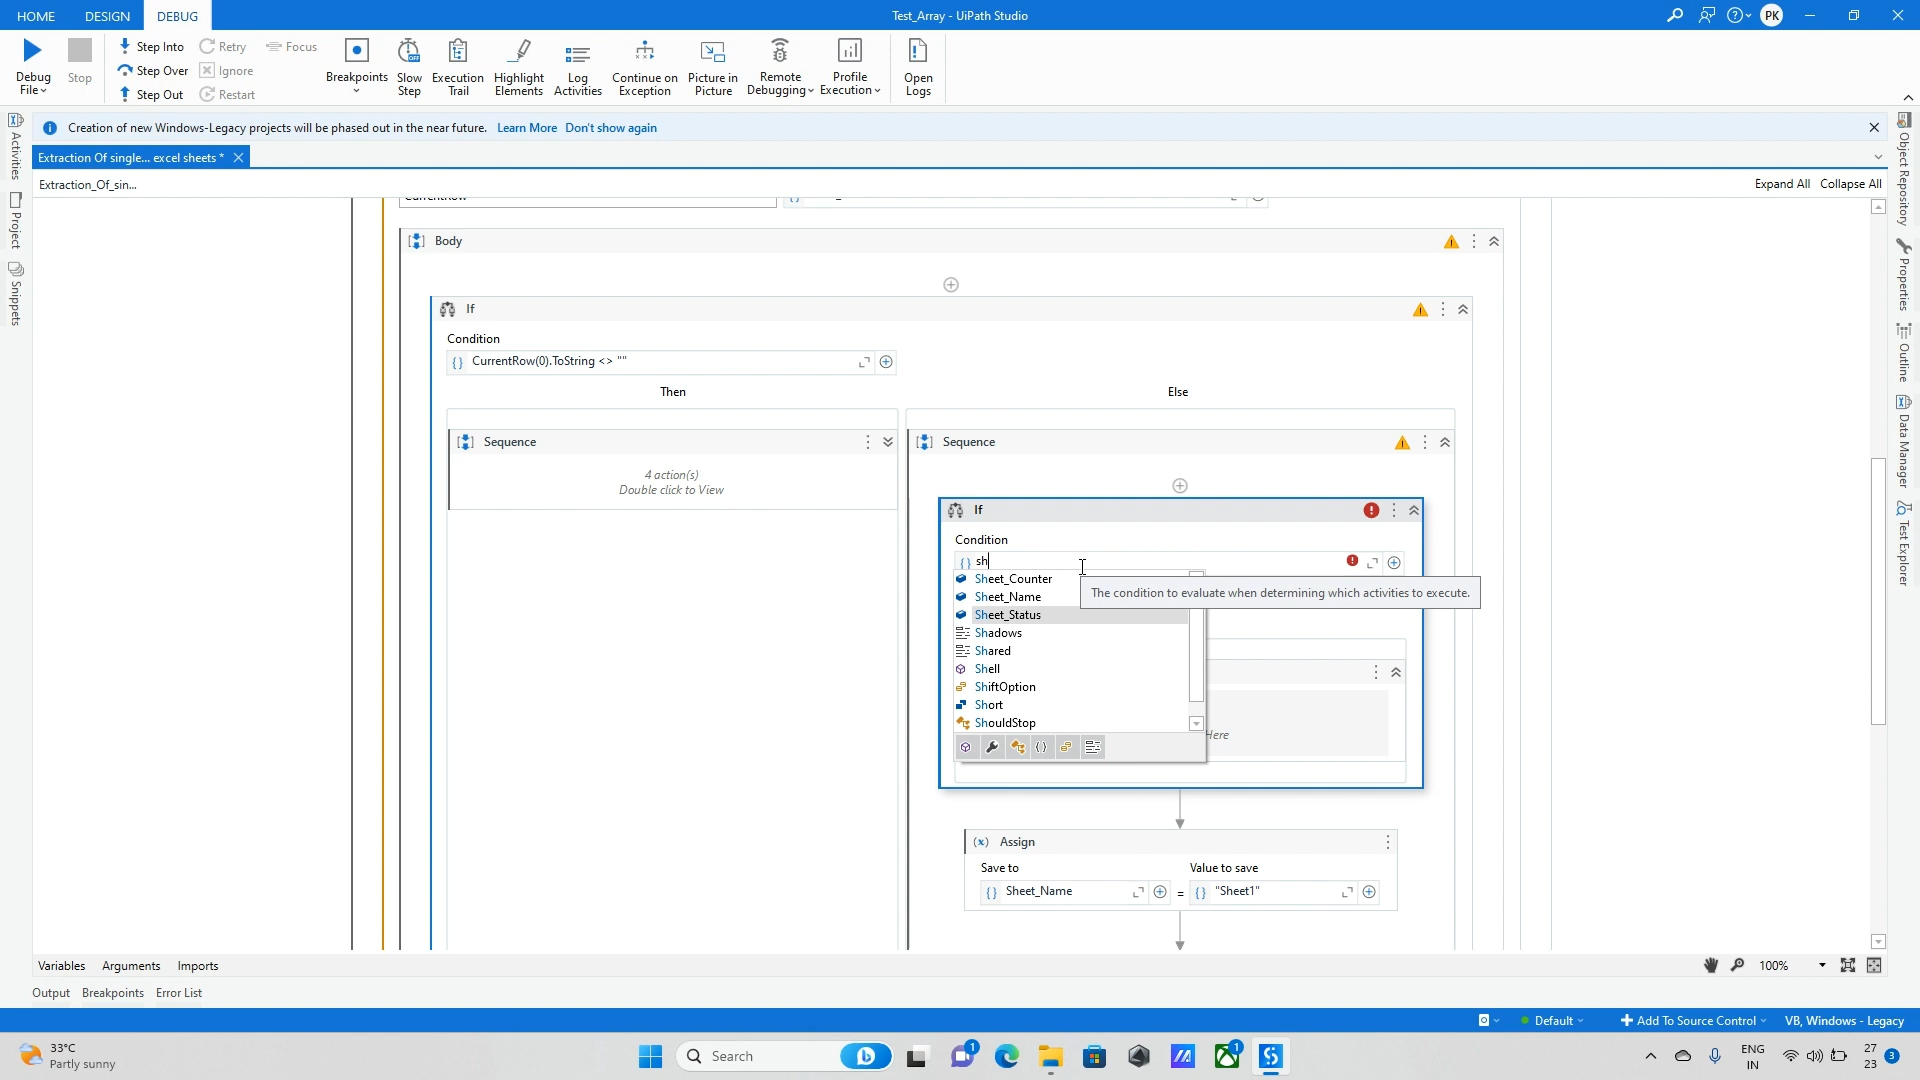 HOME DESIGN DEBUG Test_Array - UiPath Studio PK
Debug File Stop Step Into Step Over Step Out Retry Ignore Restart Focus Breakpoints Slow Step Execution Trail Highlight Elements Log Activities Continue on Exception Picture in Picture Remote Debugging Profile Execution Open Logs
Creation of new Windows-Legacy projects will be phased out in the near future. Learn More Don't show again
Extraction Of single... excel sheets *
Extraction_Of_sin... Expand All Collapse All
Activities
Project
Snippets
Body
If
Condition
CurrentRow(0).ToString <> ""
Then Else
Sequence Sequence
4 action(s)
Double click to View
If
Condition
sh
Sheet_Counter
Sheet_Name
Sheet_Status
Shadows
Shared
Shell
ShiftOption
Short
ShouldStop
The condition to evaluate when determining which activities to execute.
Here
(x) Assign
Save to Value to save
Sheet_Name = "Sheet1"
Object Repository
Properties
Outline
Data Manager
Test Explorer
Variables Arguments Imports 100%
Output Breakpoints Error List
Default Add To Source Control VB, Windows - Legacy
33°C
Partly sunny
Search
1
1
ENG
IN
27
23
3